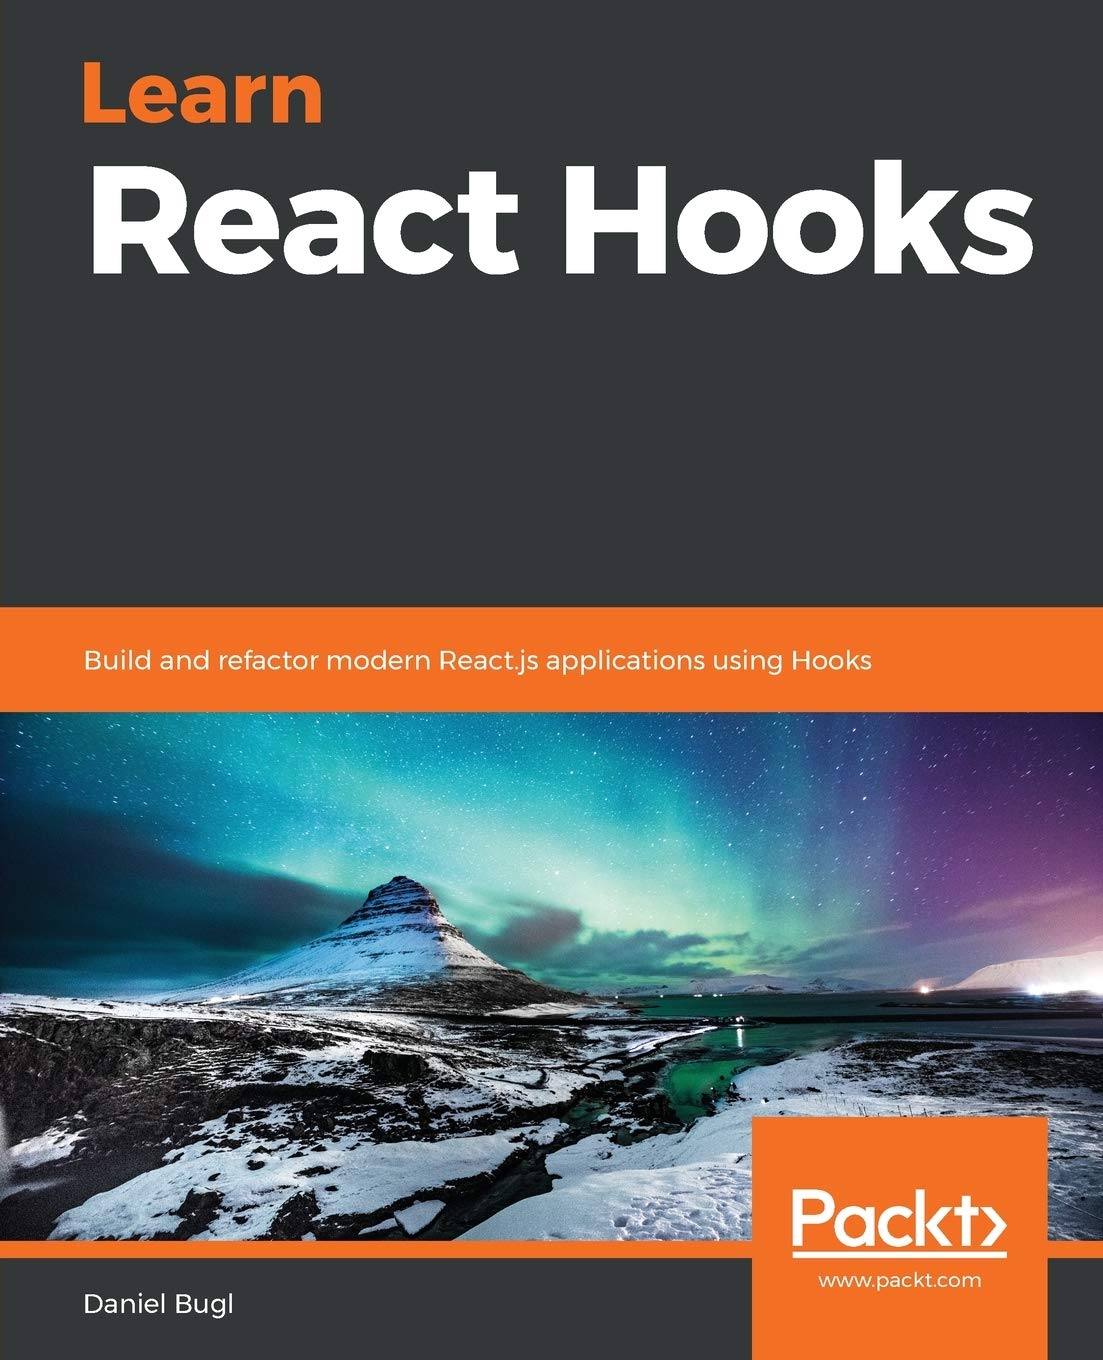 Learn
React Hooks
Build and refactor modern React.js applications using Hooks
Packt>
www.packt.com
Daniel Bugl